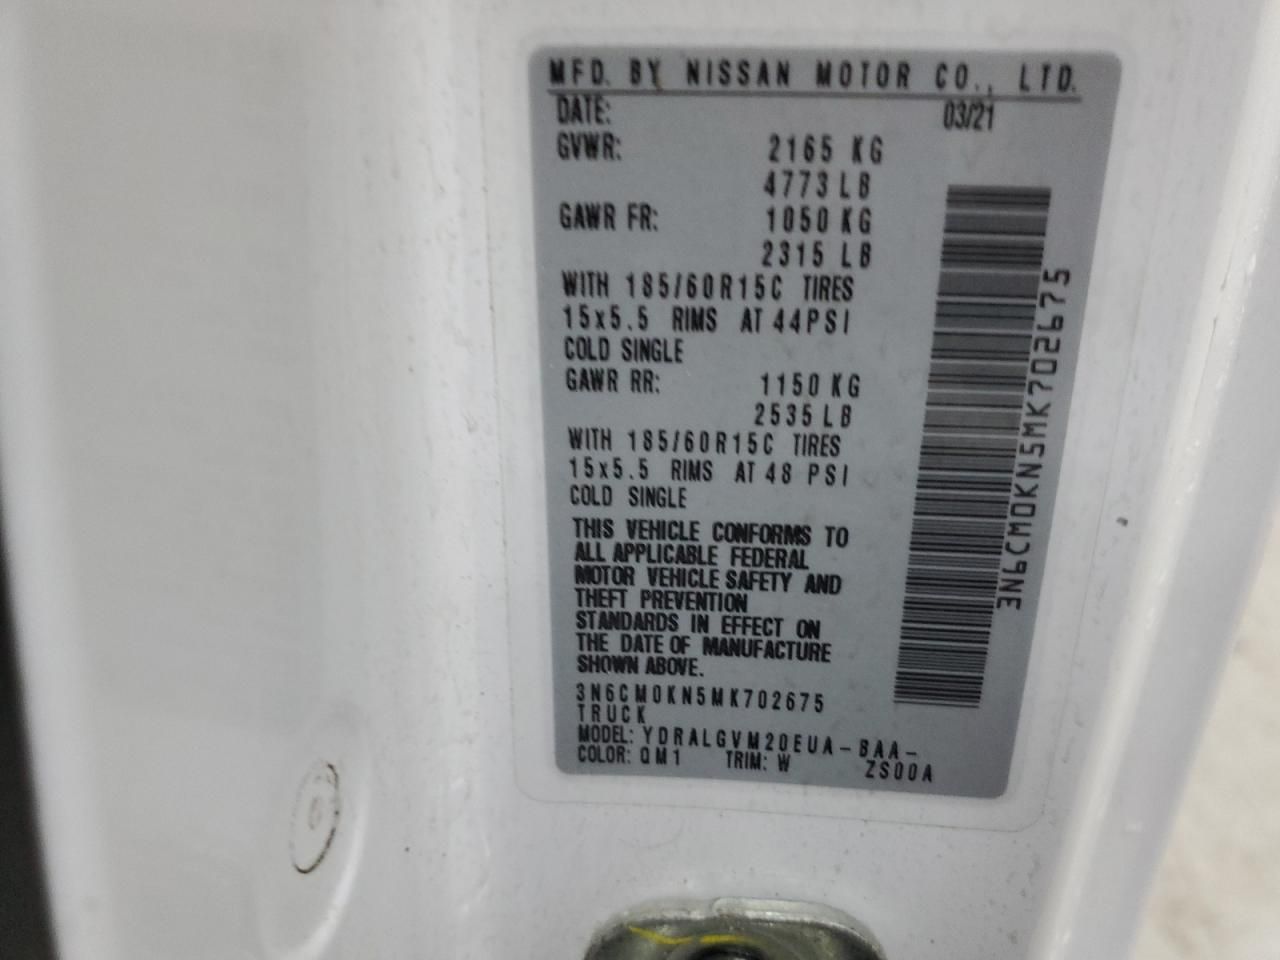 MFD. BY NISSAN MOTOR CO., LTD.
DATE: 03/21
GVWR: 2165 KG
4773 LB
GAWR FR: 1050 KG
2315 LB
WITH 185/60R15C TIRES
15x5.5 RIMS AT 44PSI
COLD SINGLE
GAWR RR: 1150 KG
2535 LB
WITH 185/60R15C TIRES
15x5.5 RIMS AT 48 PSI
COLD SINGLE
THIS VEHICLE CONFORMS TO
ALL APPLICABLE FEDERAL
MOTOR VEHICLE SAFETY AND
THEFT PREVENTION
STANDARDS IN EFFECT ON
THE DATE OF MANUFACTURE
SHOWN ABOVE.
3N6CM0KN5MK702675
TRUCK
MODEL: YDRALGVM20EUA-BAA-
COLOR: QM1 TRIM: W ZS00A
3N6CM0KN5MK702675